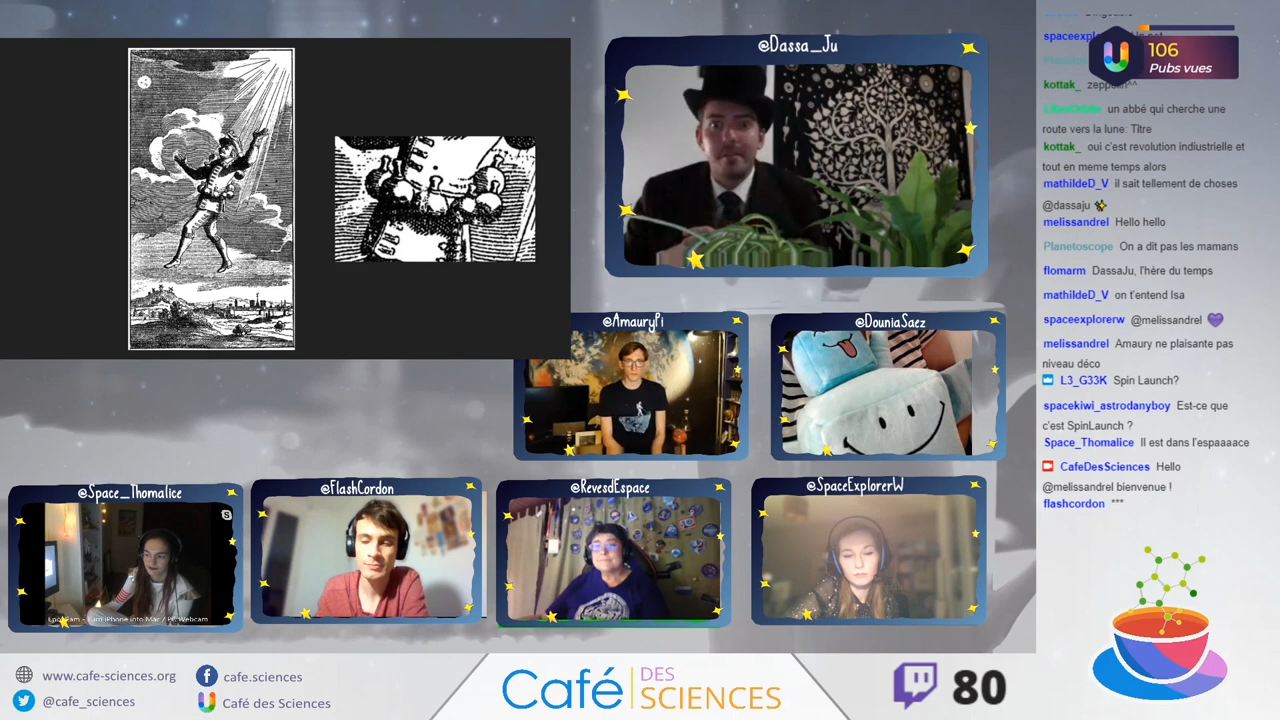 @Dassa_Ju
@AmauryPi
@DouniaSaez
@Space_Thomalice
@FlashCordon
@RevesdEspace
@SpaceExplorerW
106
Pubs vues
kottak_ zeppelin^^
un abbé qui cherche une
route vers la lune: TItre
kottak_ oui c'est revolution indiustrielle et
tout en meme temps alors
mathildeD_V il sait tellement de choses
@dassaju
melissandrel Hello hello
Planetoscope On a dit pas les mamans
flomarm DassaJu, l'hère du temps
mathildeD_V on t'entend Isa
spaceexplorerw @melissandrel
melissandrel Amaury ne plaisante pas
niveau déco
L3_G33K Spin Launch?
spacekiwi_astrodanyboy Est-ce que
c'est SpinLaunch ?
Space_Thomalice Il est dans l'espaaaace
CafeDesSciences Hello
@melissandrel bienvenue !
flashcordon ***
www.cafe-sciences.org
cafe.sciences
@cafe_sciences
Café des Sciences
Café DES
SCIENCES
80